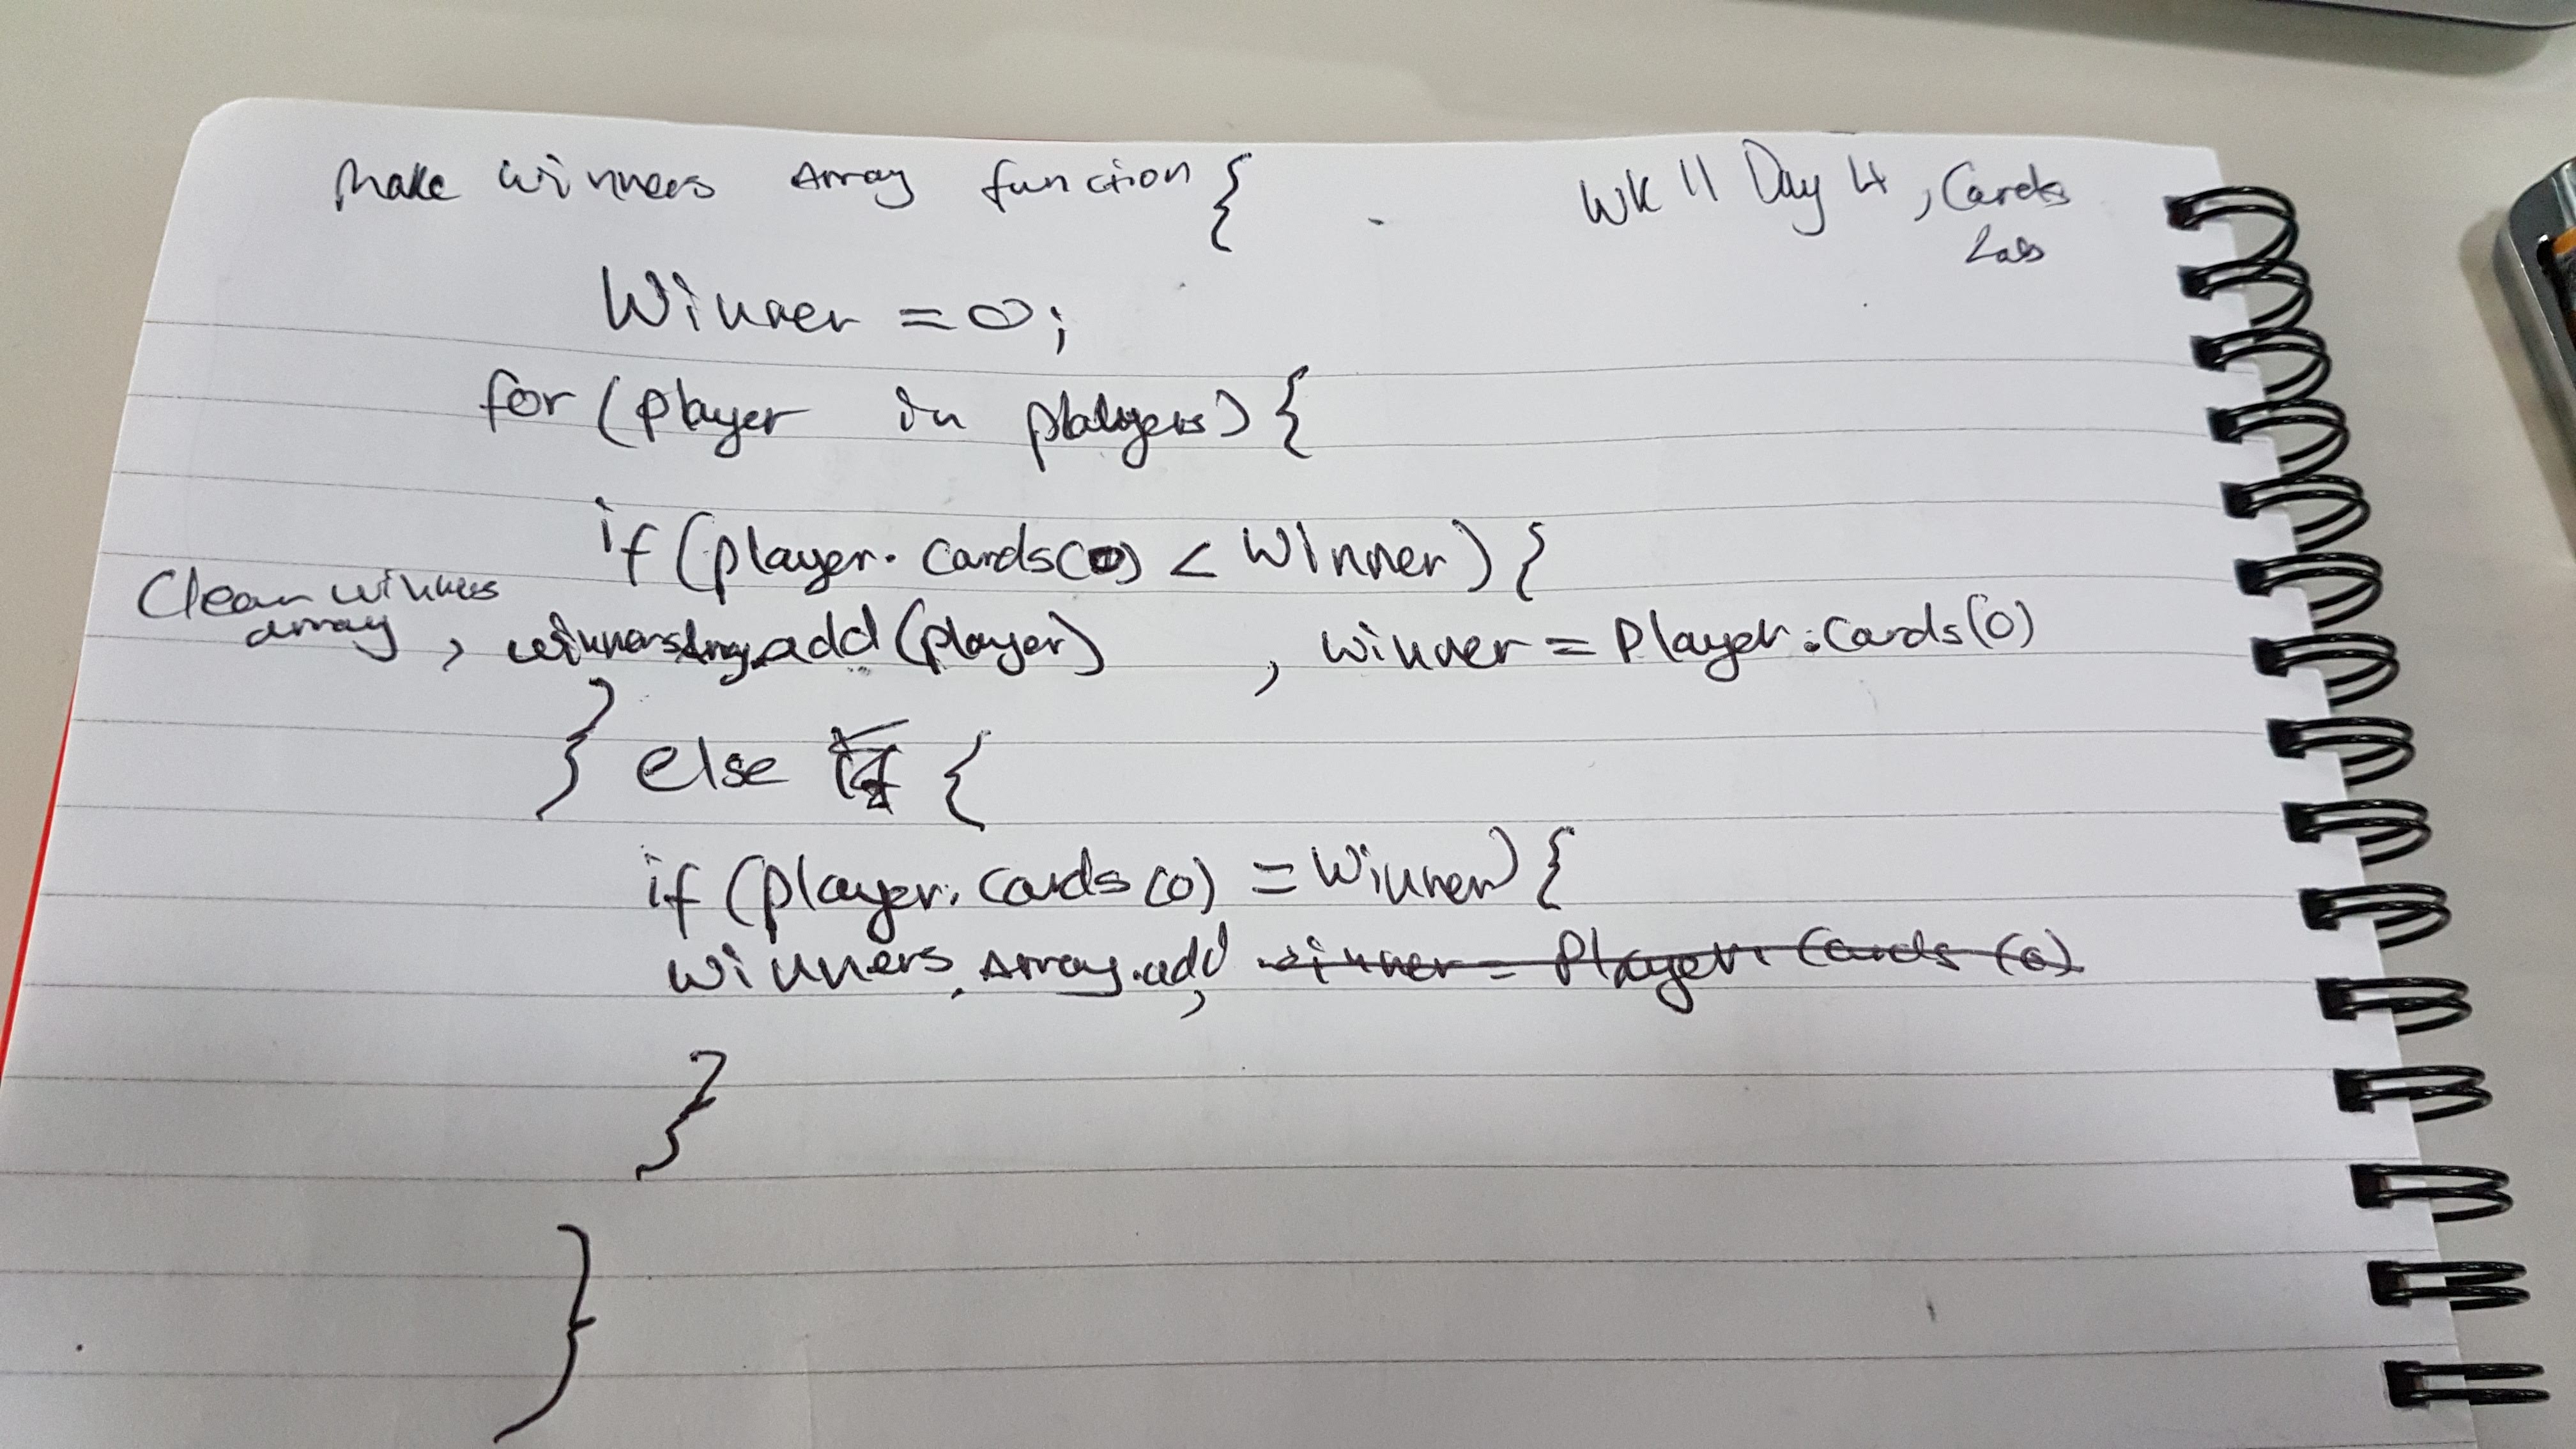 Make winners Array function {
WK 11 Day 4, Cards
Lab
Winner = 0;
for (player in players) {
if (player. cards(0) < Winner) {
Clean winners
array , winnersArray.add (player) , winner = Player.cards(0)
} else {
if (player. cards (0) = Winner) {
winners. Array.add, winner = Player. Cards (0)
}
}